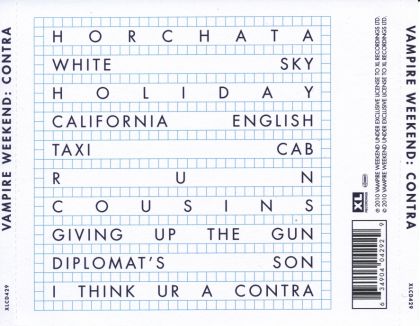 HORCHATA
WHITE SKY
HOLIDAY
CALIFORNIA ENGLISH
TAXI CAB
RUN
COUSINS
GIVING UP THE GUN
DIPLOMAT'S SON
I THINK UR A CONTRA
VAMPIRE WEEKEND: CONTRA
XLCD429
VAMPIRE WEEKEND: CONTRA
XLCD429
XL
RECORDINGS
℗ 2010 VAMPIRE WEEKEND UNDER EXCLUSIVE LICENSE TO XL RECORDINGS LTD.
© 2010 VAMPIRE WEEKEND UNDER EXCLUSIVE LICENSE TO XL RECORDINGS LTD.
6 34904 04292 9